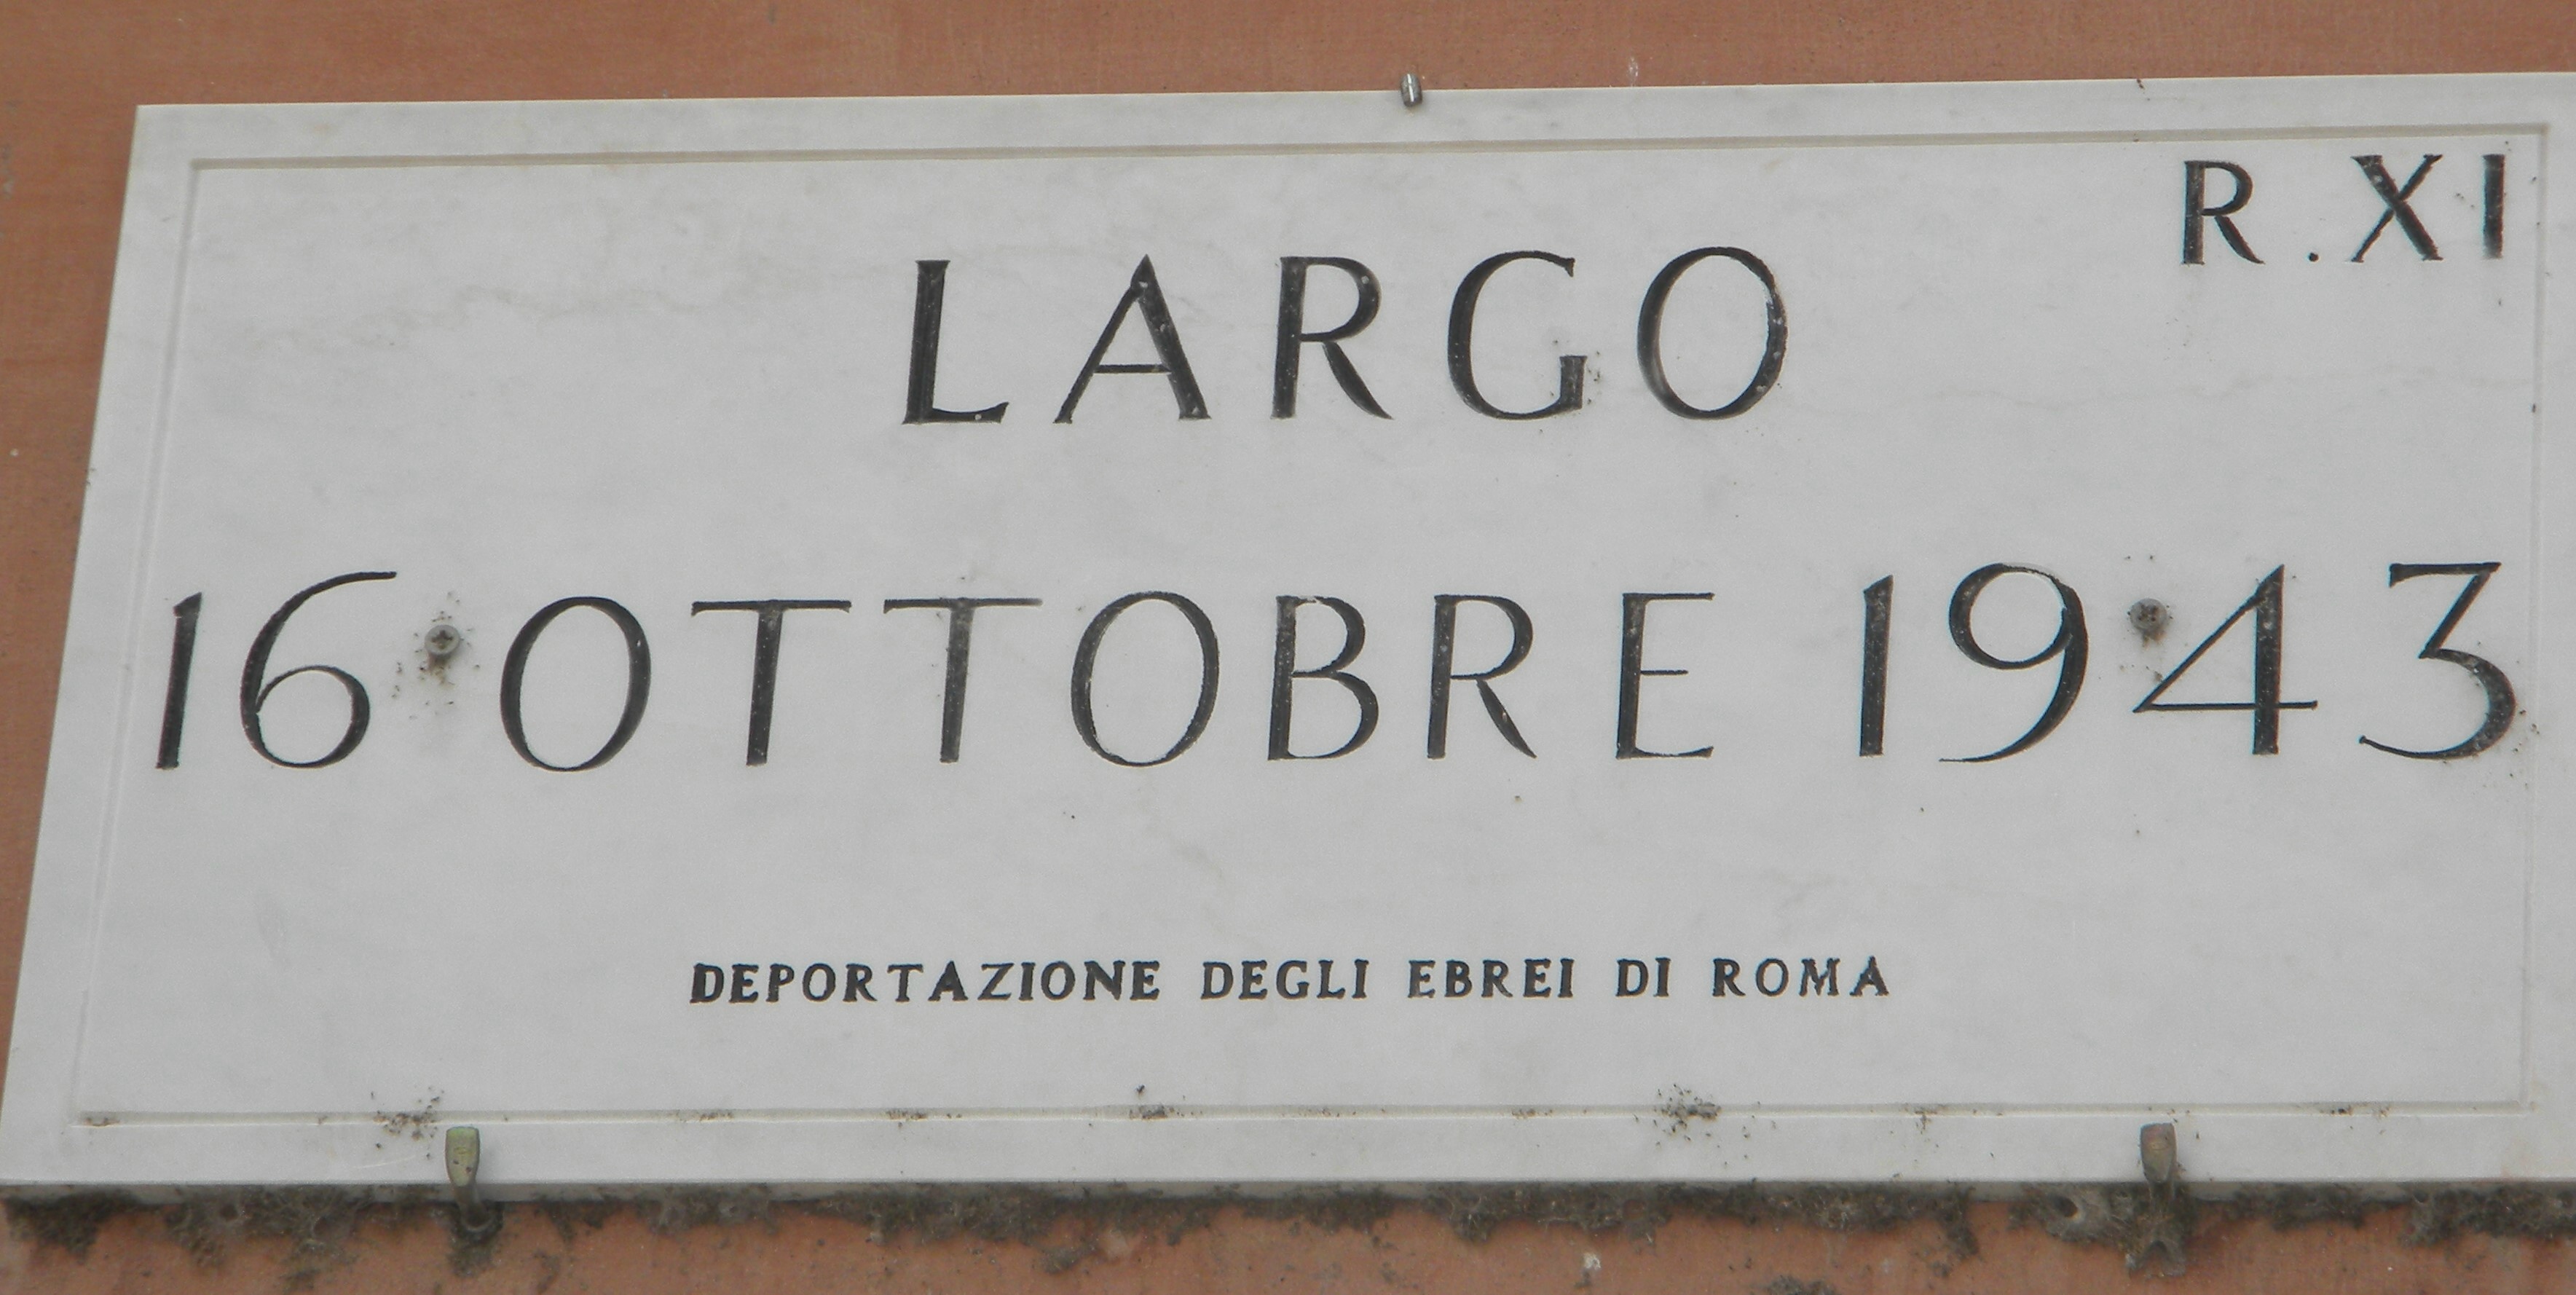 R.XI
LARGO
16 OTTOBRE 1943
DEPORTAZIONE DEGLI EBREI DI ROMA